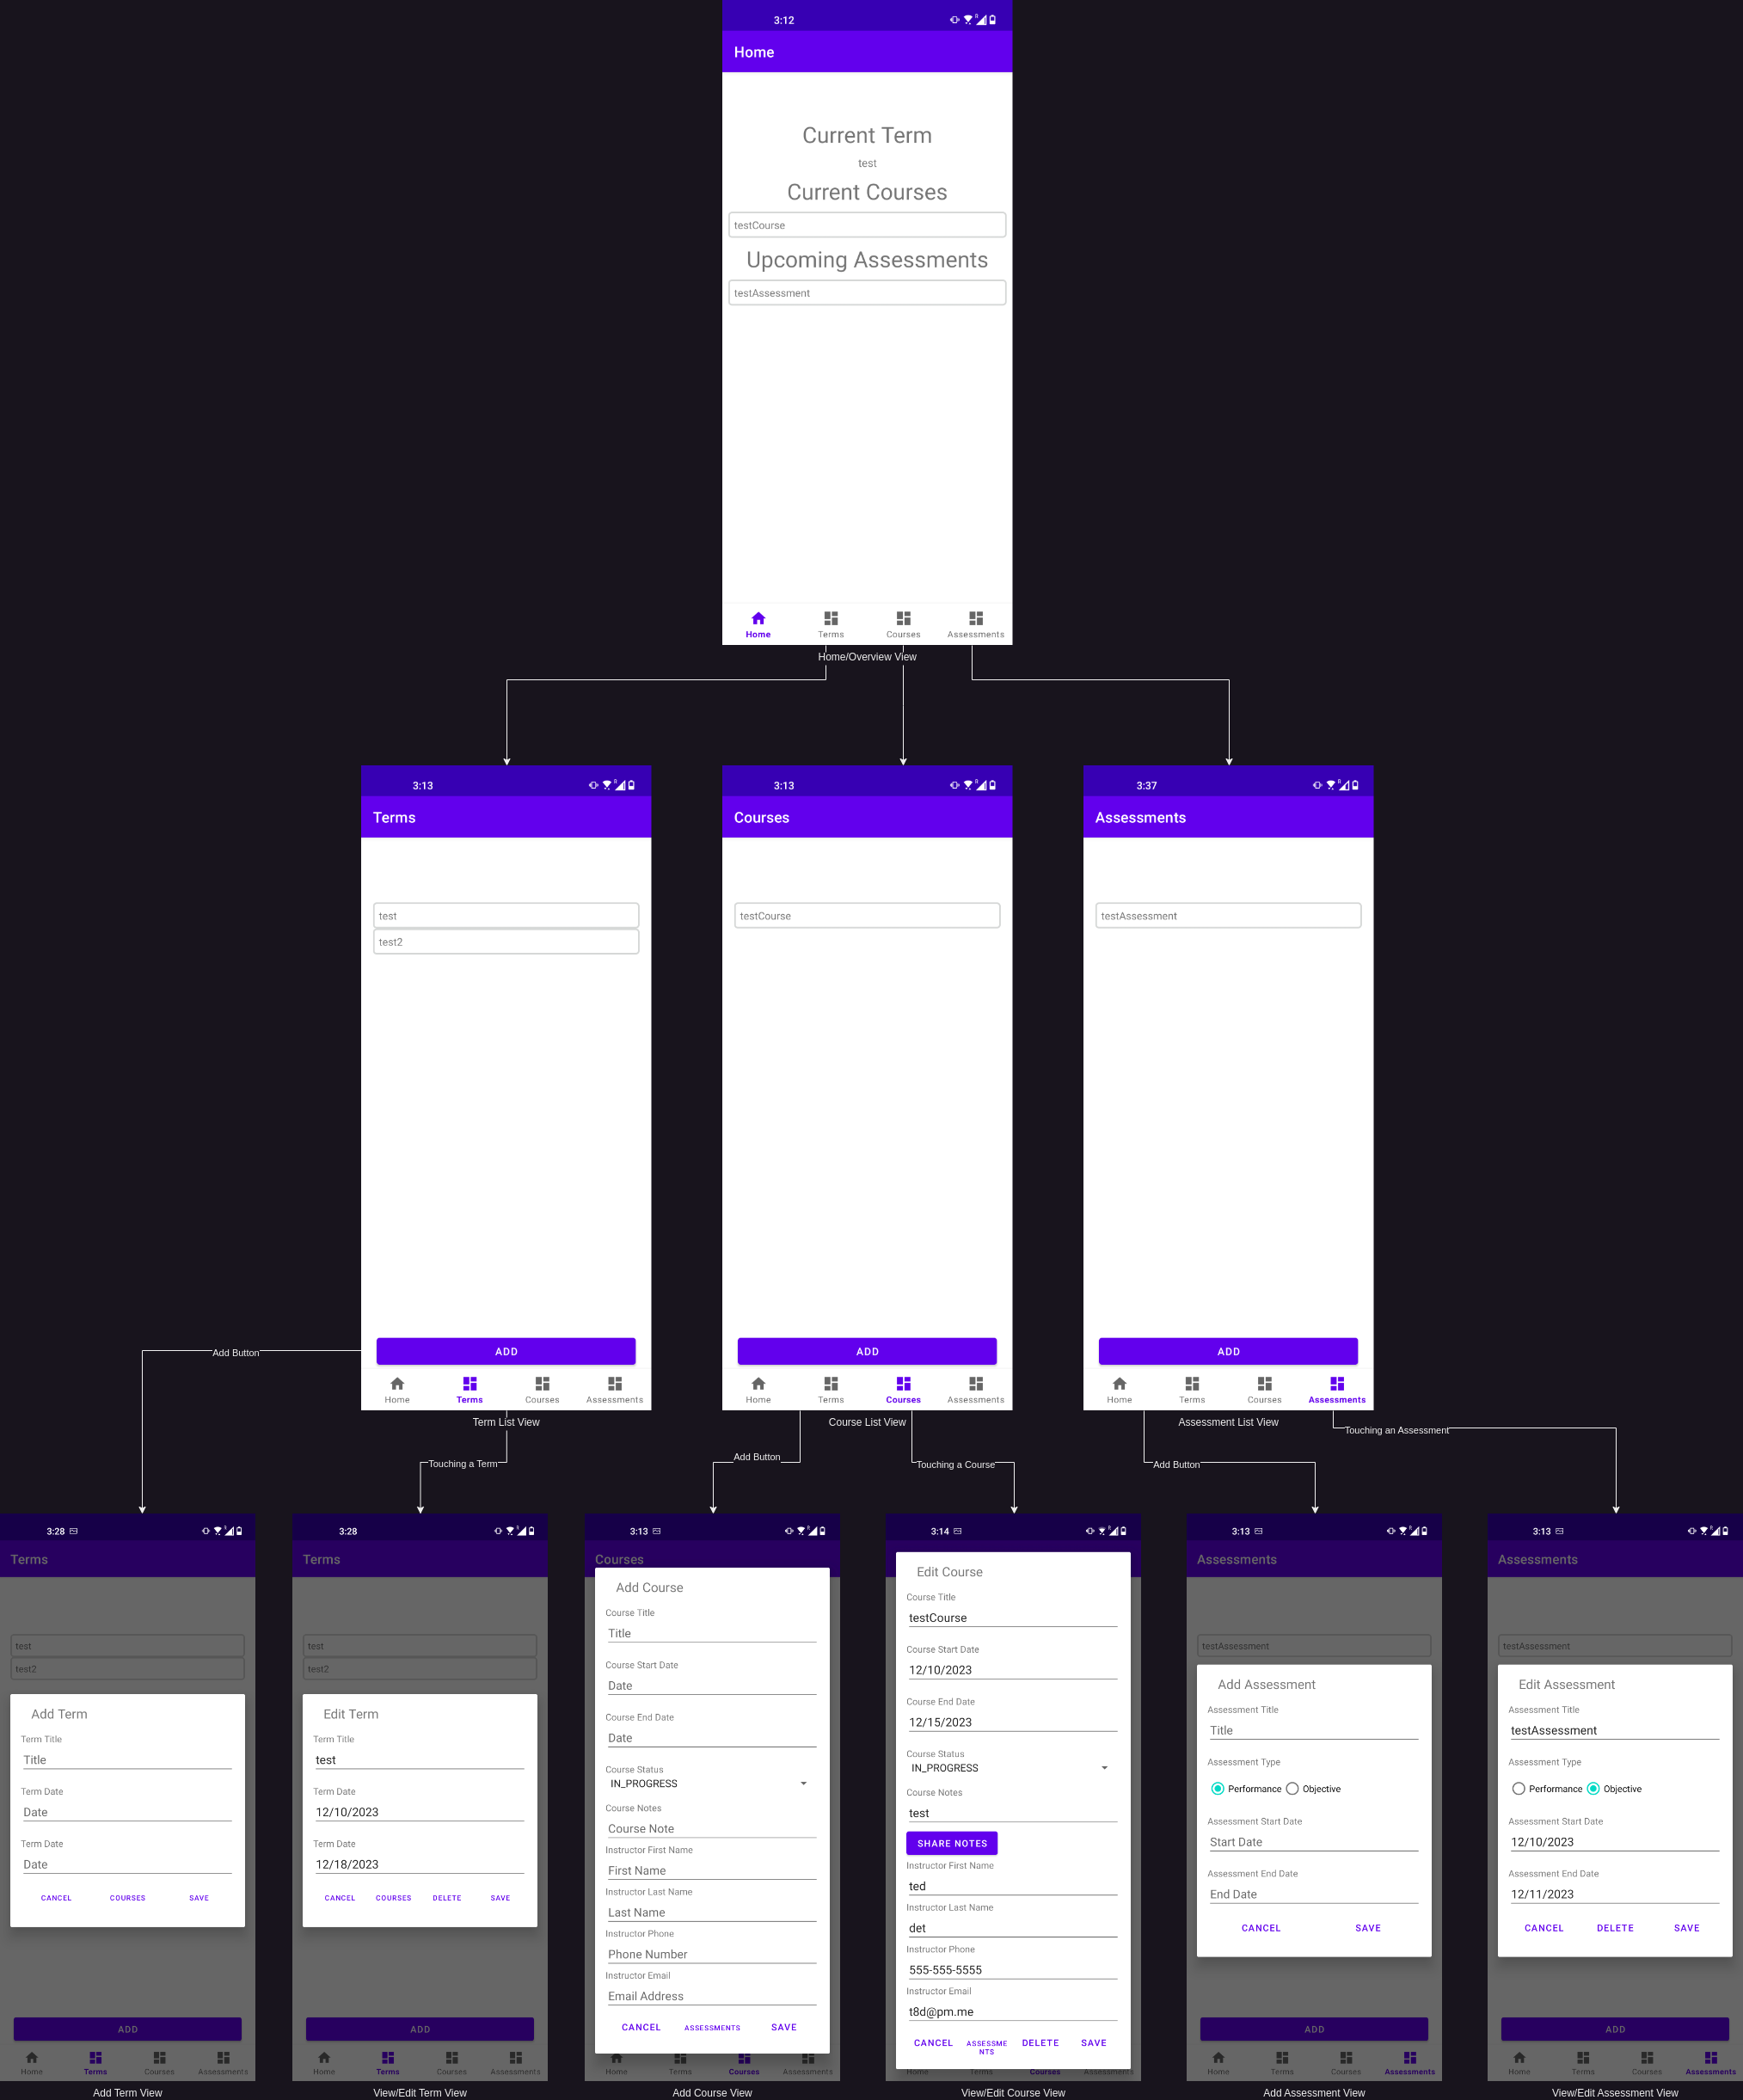 3:12
Home
Current Term
test
Current Courses
testCourse
Upcoming Assessments
testAssessment
Home Terms Courses Assessments
Home/Overview View
3:13
Terms
test
test2
ADD
Home Terms Courses Assessments
Term List View
3:13
Courses
testCourse
ADD
Home Terms Courses Assessments
Course List View
3:37
Assessments
testAssessment
ADD
Home Terms Courses Assessments
Assessment List View
Add Button
Touching a Term
Add Button
Touching a Course
Add Button
Touching an Assessment
3:28
Terms
test
test2
Add Term
Term Title
Title
Term Date
Date
Term Date
Date
CANCEL COURSES SAVE
ADD
Home Terms Courses Assessments
Add Term View
3:28
Terms
test
test2
Edit Term
Term Title
test
Term Date
12/10/2023
Term Date
12/18/2023
CANCEL COURSES DELETE SAVE
ADD
Home Terms Courses Assessments
View/Edit Term View
3:13
Courses
Add Course
Course Title
Title
Course Start Date
Date
Course End Date
Date
Course Status
IN_PROGRESS
Course Notes
Course Note
Instructor First Name
First Name
Instructor Last Name
Last Name
Instructor Phone
Phone Number
Instructor Email
Email Address
CANCEL ASSESSMENTS SAVE
Home Terms Courses Assessments
Add Course View
3:14
Edit Course
Course Title
testCourse
Course Start Date
12/10/2023
Course End Date
12/15/2023
Course Status
IN_PROGRESS
Course Notes
test
SHARE NOTES
Instructor First Name
ted
Instructor Last Name
det
Instructor Phone
555-555-5555
Instructor Email
t8d@pm.me
CANCEL ASSESSME DELETE SAVE
NTS
Home Terms Courses Assessments
View/Edit Course View
3:13
Assessments
testAssessment
Add Assessment
Assessment Title
Title
Assessment Type
Performance Objective
Assessment Start Date
Start Date
Assessment End Date
End Date
CANCEL SAVE
ADD
Home Terms Courses Assessments
Add Assessment View
3:13
Assessments
testAssessment
Edit Assessment
Assessment Title
testAssessment
Assessment Type
Performance Objective
Assessment Start Date
12/10/2023
Assessment End Date
12/11/2023
CANCEL DELETE SAVE
ADD
Home Terms Courses Assessments
View/Edit Assessment View